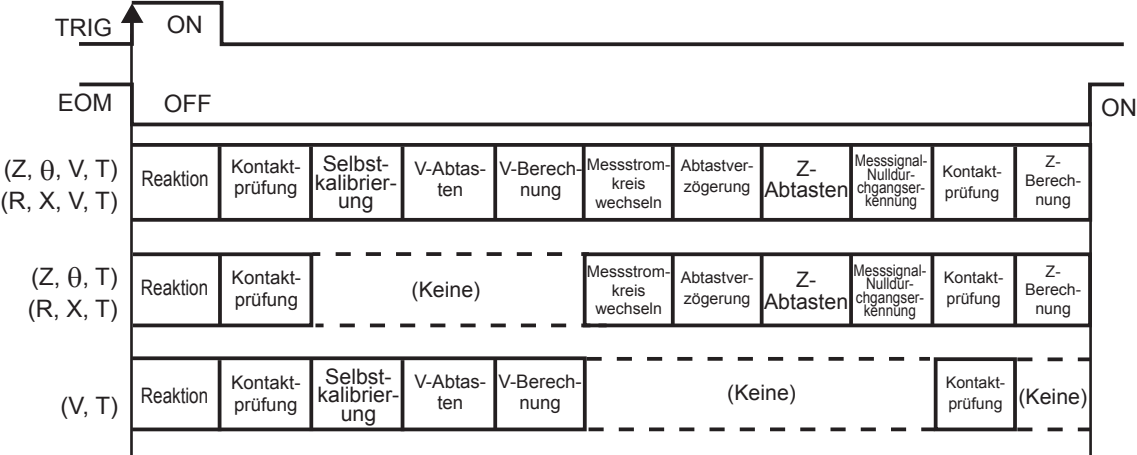 TRIG ON
EOM OFF ON
(Z, θ, V, T)
(R, X, V, T)
Reaktion
Kontakt-
prüfung
Selbst-
kalibrier-
ung
V-Abtas-
ten
V-Berech-
nung
Messstrom-
kreis
wechseln
Abtastver-
zögerung
Z-
Abtasten
Messsignal-
Nulldur-
chgangser-
kennung
Kontakt-
prüfung
Z-
Berech-
nung
(Z, θ, T)
(R, X, T)
Reaktion
Kontakt-
prüfung
(Keine)
Messstrom-
kreis
wechseln
Abtastver-
zögerung
Z-
Abtasten
Messsignal-
Nulldur-
chgangser-
kennung
Kontakt-
prüfung
Z-
Berech-
nung
(V, T)
Reaktion
Kontakt-
prüfung
Selbst-
kalibrier-
ung
V-Abtas-
ten
V-Berech-
nung
(Keine)
Kontakt-
prüfung
(Keine)